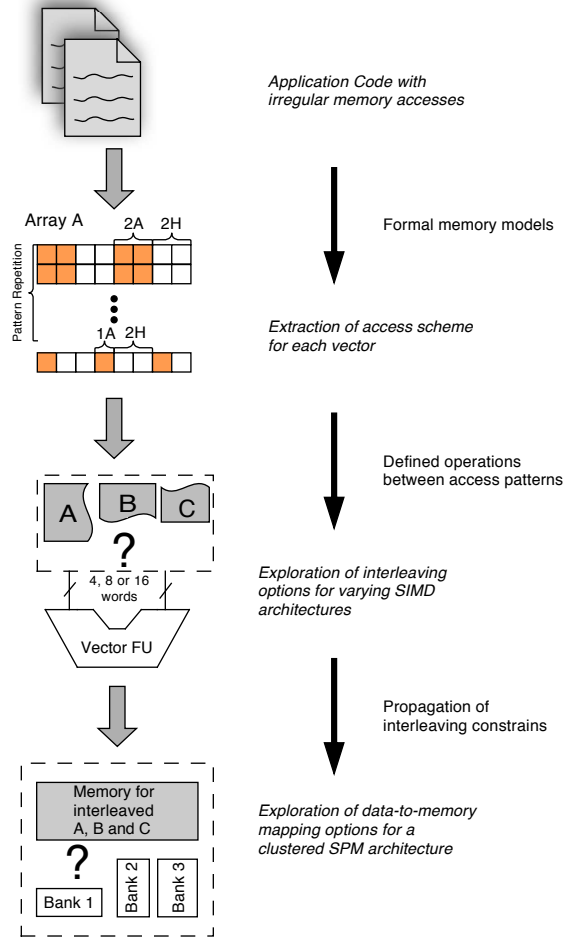 Application Code with
irregular memory accesses
Formal memory models
Array A
2A 2H
Pattern Repetition
1A 2H
Extraction of access scheme
for each vector
Defined operations
between access patterns
A B C
?
4, 8 or 16
words
Vector FU
Exploration of interleaving
options for varying SIMD
architectures
Propagation of
interleaving constrains
Memory for
interleaved
A, B and C
?
Bank 1
Bank 2
Bank 3
Exploration of data-to-memory
mapping options for a
clustered SPM architecture